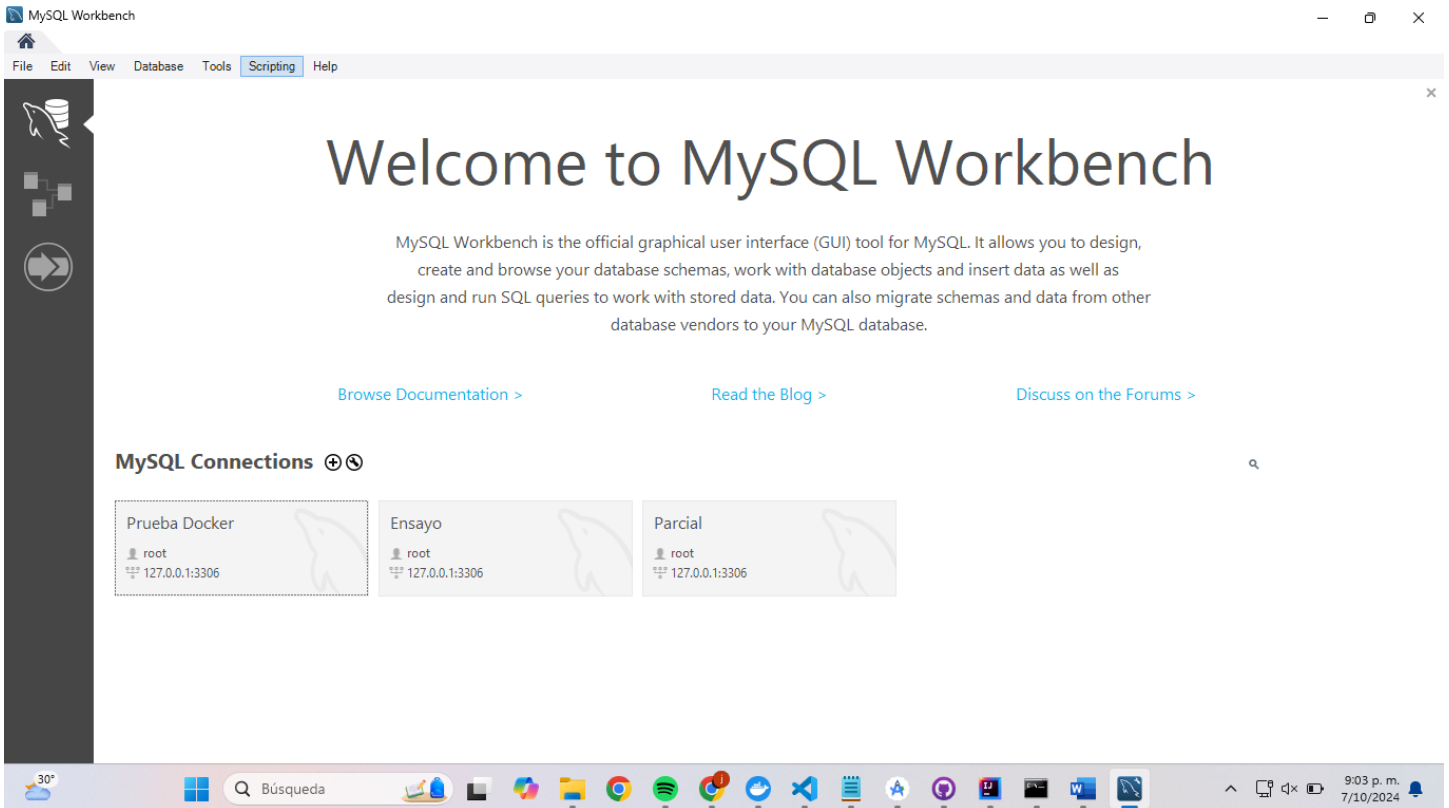 MySQL Workbench
File Edit View Database Tools Scripting Help
Welcome to MySQL Workbench
MySQL Workbench is the official graphical user interface (GUI) tool for MySQL. It allows you to design,
create and browse your database schemas, work with database objects and insert data as well as
design and run SQL queries to work with stored data. You can also migrate schemas and data from other
database vendors to your MySQL database.
Browse Documentation > Read the Blog > Discuss on the Forums >
MySQL Connections
Prueba Docker Ensayo Parcial
root root root
127.0.0.1:3306 127.0.0.1:3306 127.0.0.1:3306
30° Búsqueda 9:03 p. m.
7/10/2024